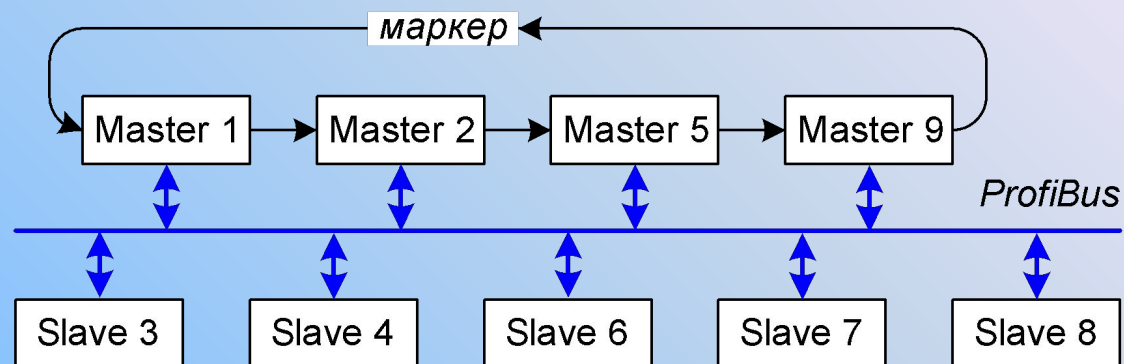 маркер
Master 1 Master 2 Master 5 Master 9
ProfiBus
Slave 3 Slave 4 Slave 6 Slave 7 Slave 8